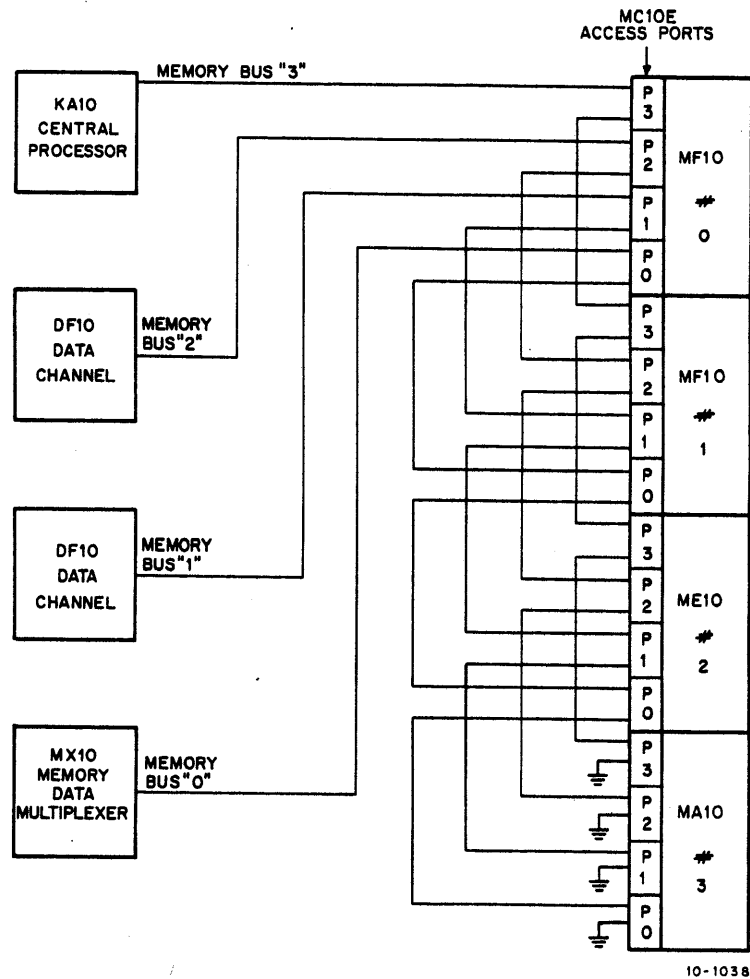 MC10E
ACCESS PORTS
MEMORY BUS "3"
KA10
CENTRAL
PROCESSOR
P
3
P
2
P
1
P
0
MF10
#
0
DF10
DATA
CHANNEL
MEMORY
BUS"2"
P
3
P
2
P
1
P
0
MF10
#
1
DF10
DATA
CHANNEL
MEMORY
BUS"1"
P
3
P
2
P
1
P
0
ME10
#
2
MX10
MEMORY
DATA
MULTIPLEXER
MEMORY
BUS"0"
P
3
P
2
P
1
P
0
MA10
#
3
10-1038